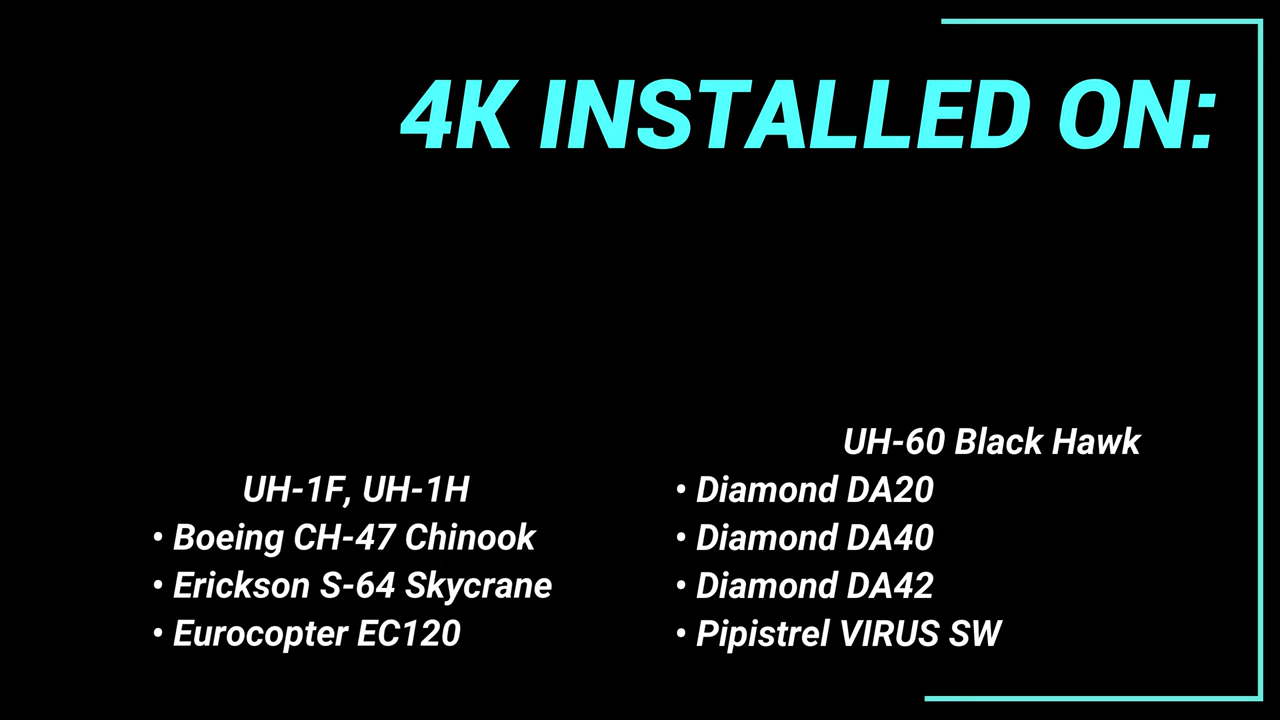 4K INSTALLED ON:
UH-1F, UH-1H
• Boeing CH-47 Chinook
• Erickson S-64 Skycrane
• Eurocopter EC120
UH-60 Black Hawk
• Diamond DA20
• Diamond DA40
• Diamond DA42
• Pipistrel VIRUS SW